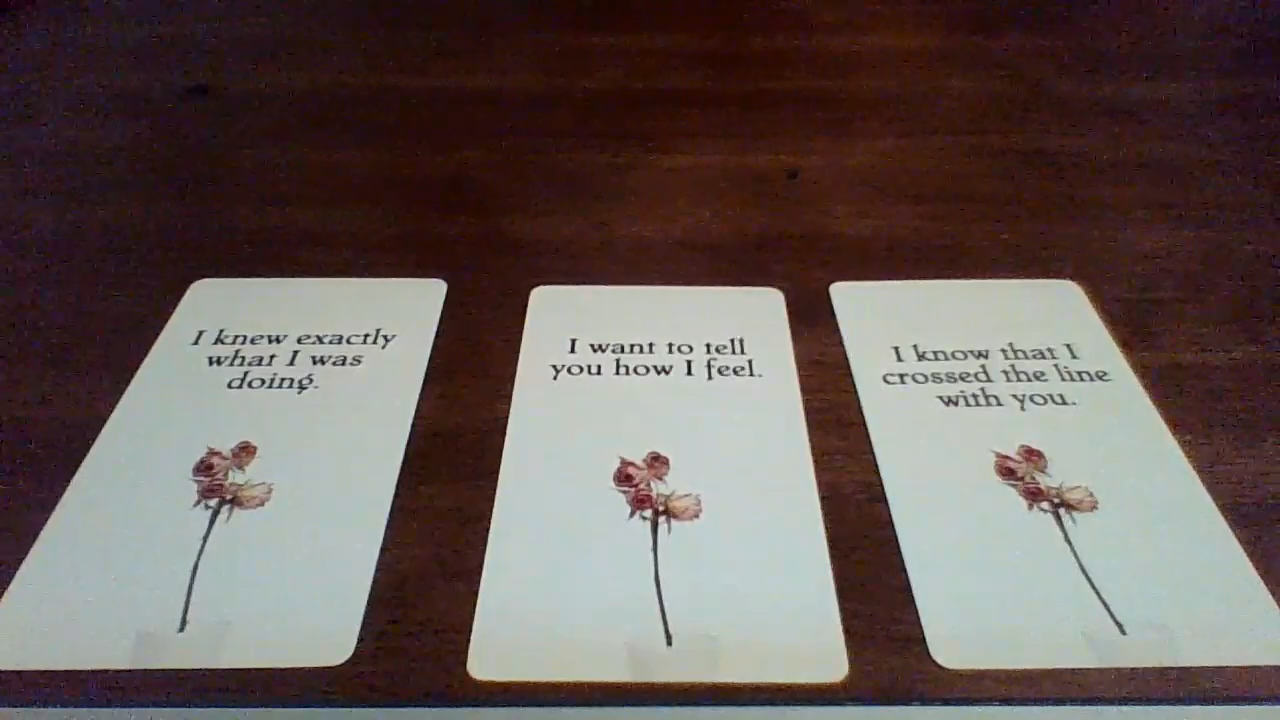 I knew exactly
what I was
doing.
I want to tell
you how I feel.
I know that I
crossed the line
with you.